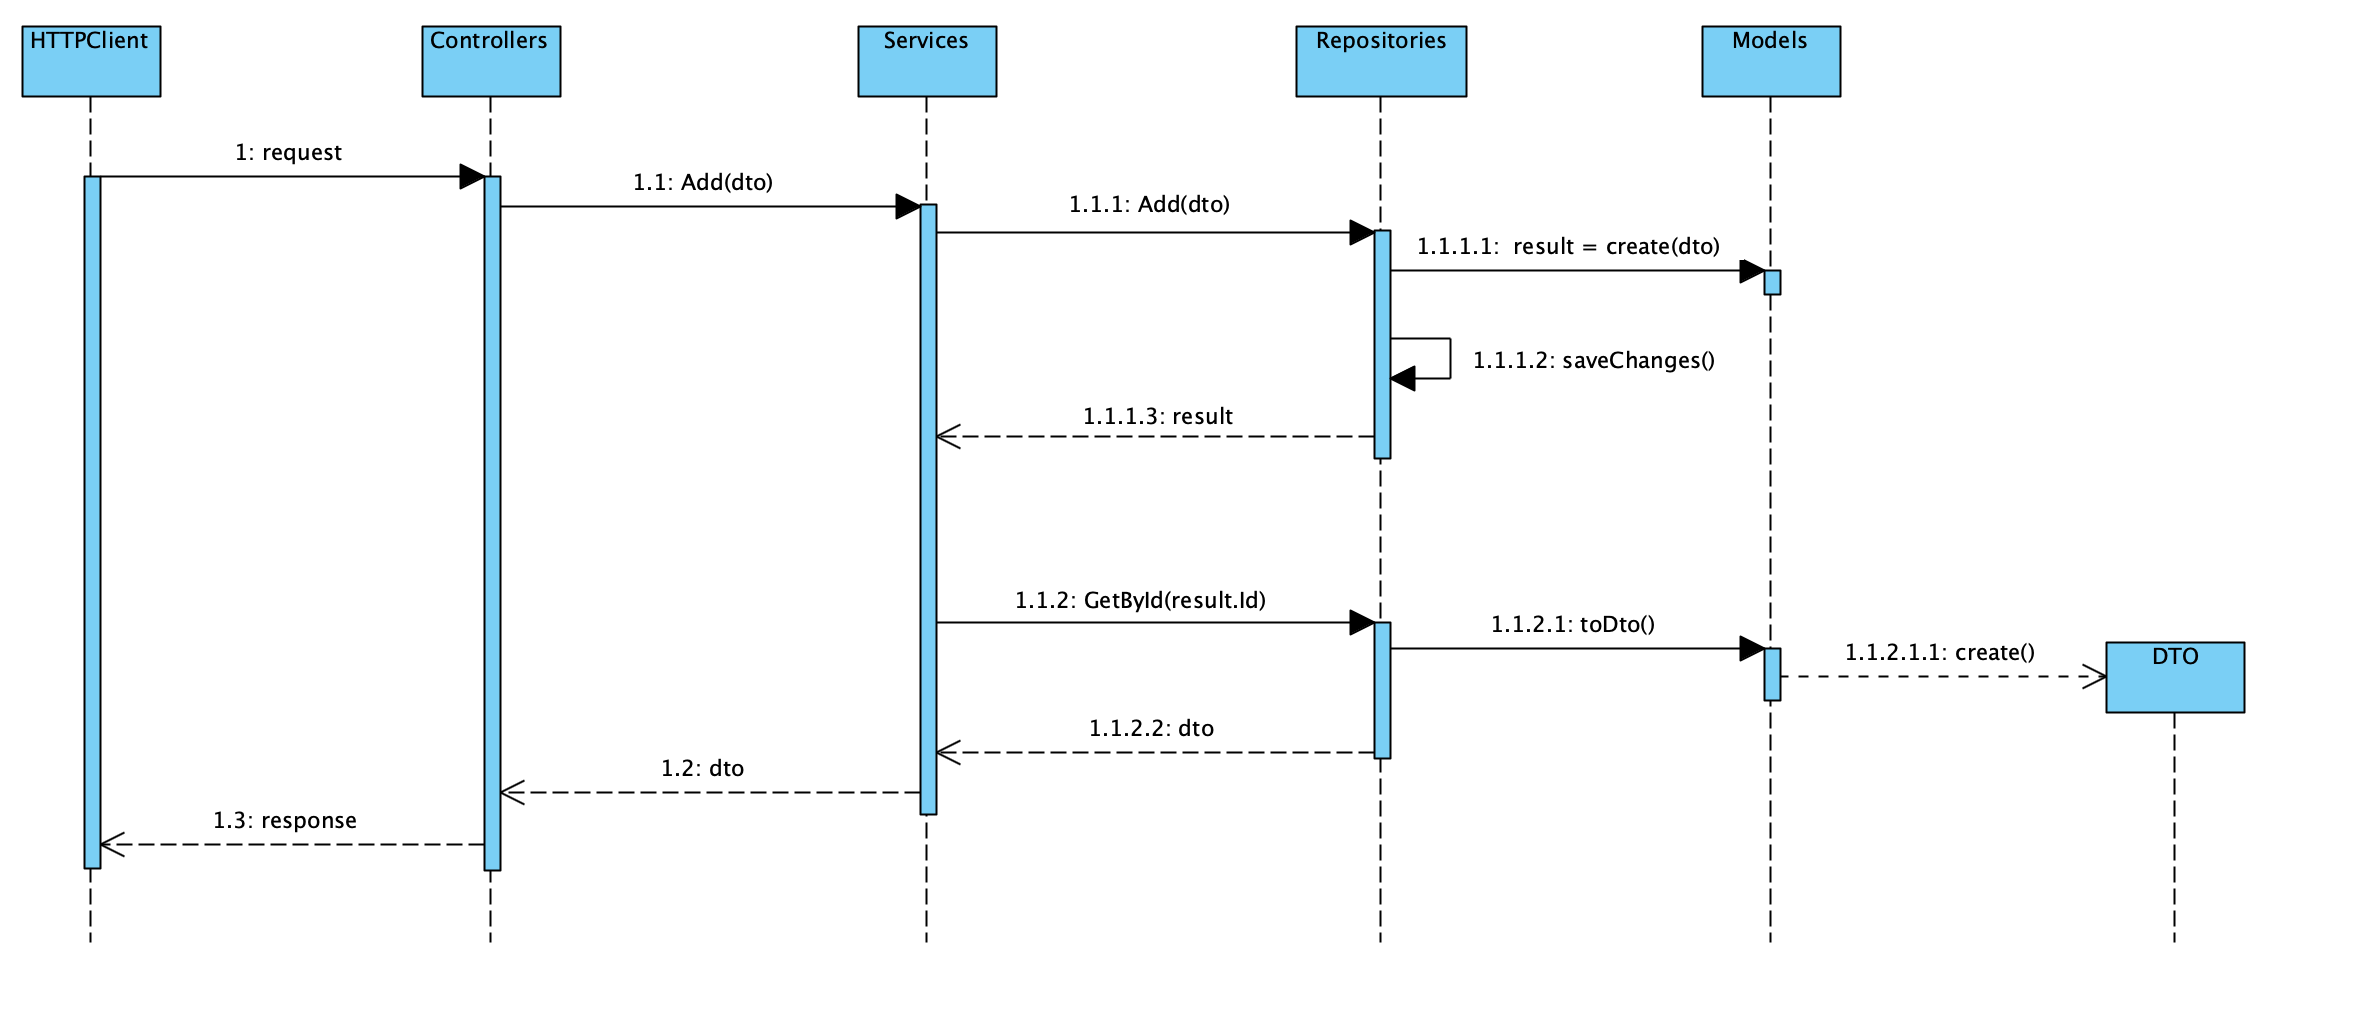 HTTPClient
Controllers
Services
Repositories
Models
1: request
1.1: Add(dto)
1.1.1: Add(dto)
1.1.1.1:  result = create(dto)
1.1.1.2: saveChanges()
1.1.1.3: result
1.1.2: GetById(result.Id)
1.1.2.1: toDto()
1.1.2.1.1: create()
DTO
1.1.2.2: dto
1.2: dto
1.3: response